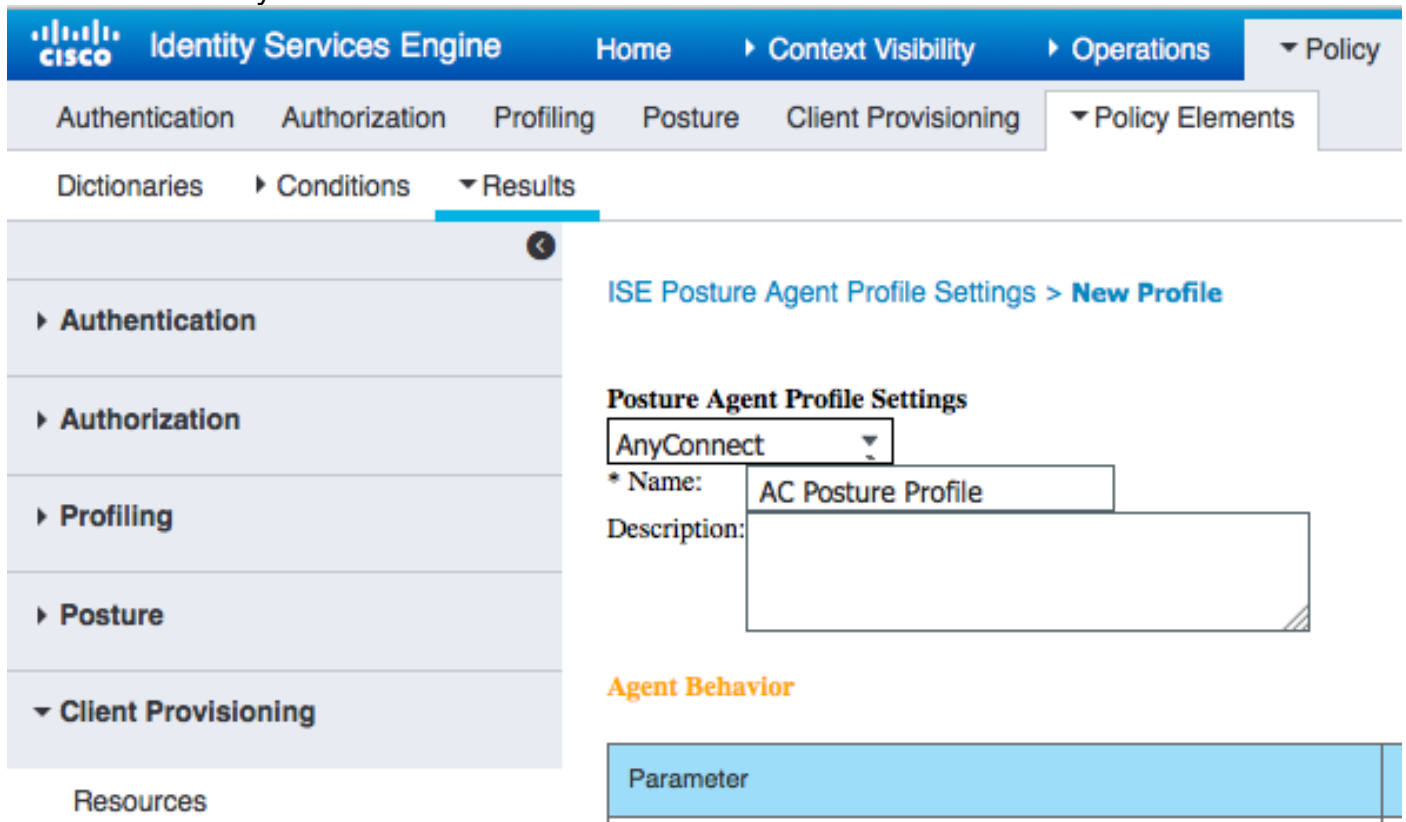 cisco Identity Services Engine Home Context Visibility Operations Policy
Authentication Authorization Profiling Posture Client Provisioning Policy Elements
Dictionaries Conditions Results
ISE Posture Agent Profile Settings > New Profile
Authentication
Authorization
Profiling
Posture
Client Provisioning
Resources
Posture Agent Profile Settings
AnyConnect
* Name: AC Posture Profile
Description:
Agent Behavior
Parameter